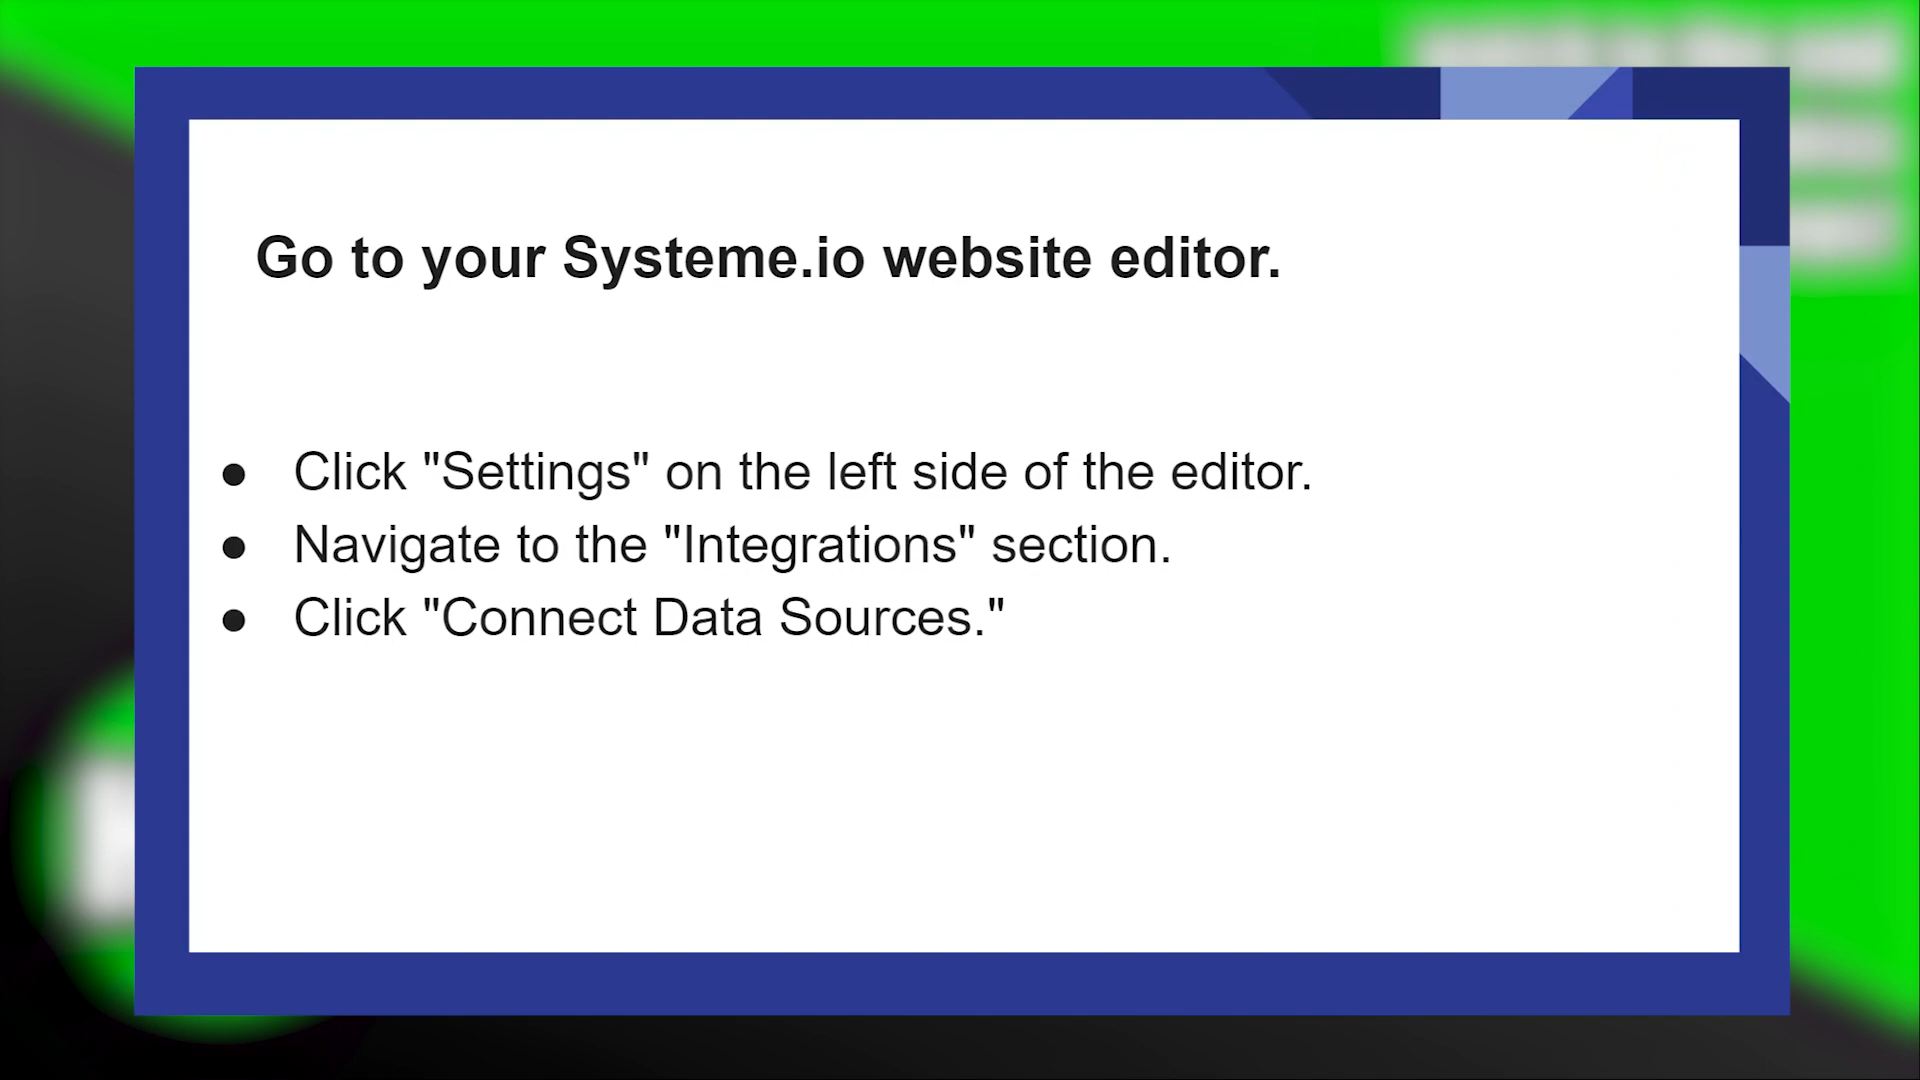 Go to your Systeme.io website editor.
● Click "Settings" on the left side of the editor.
● Navigate to the "Integrations" section.
● Click "Connect Data Sources."